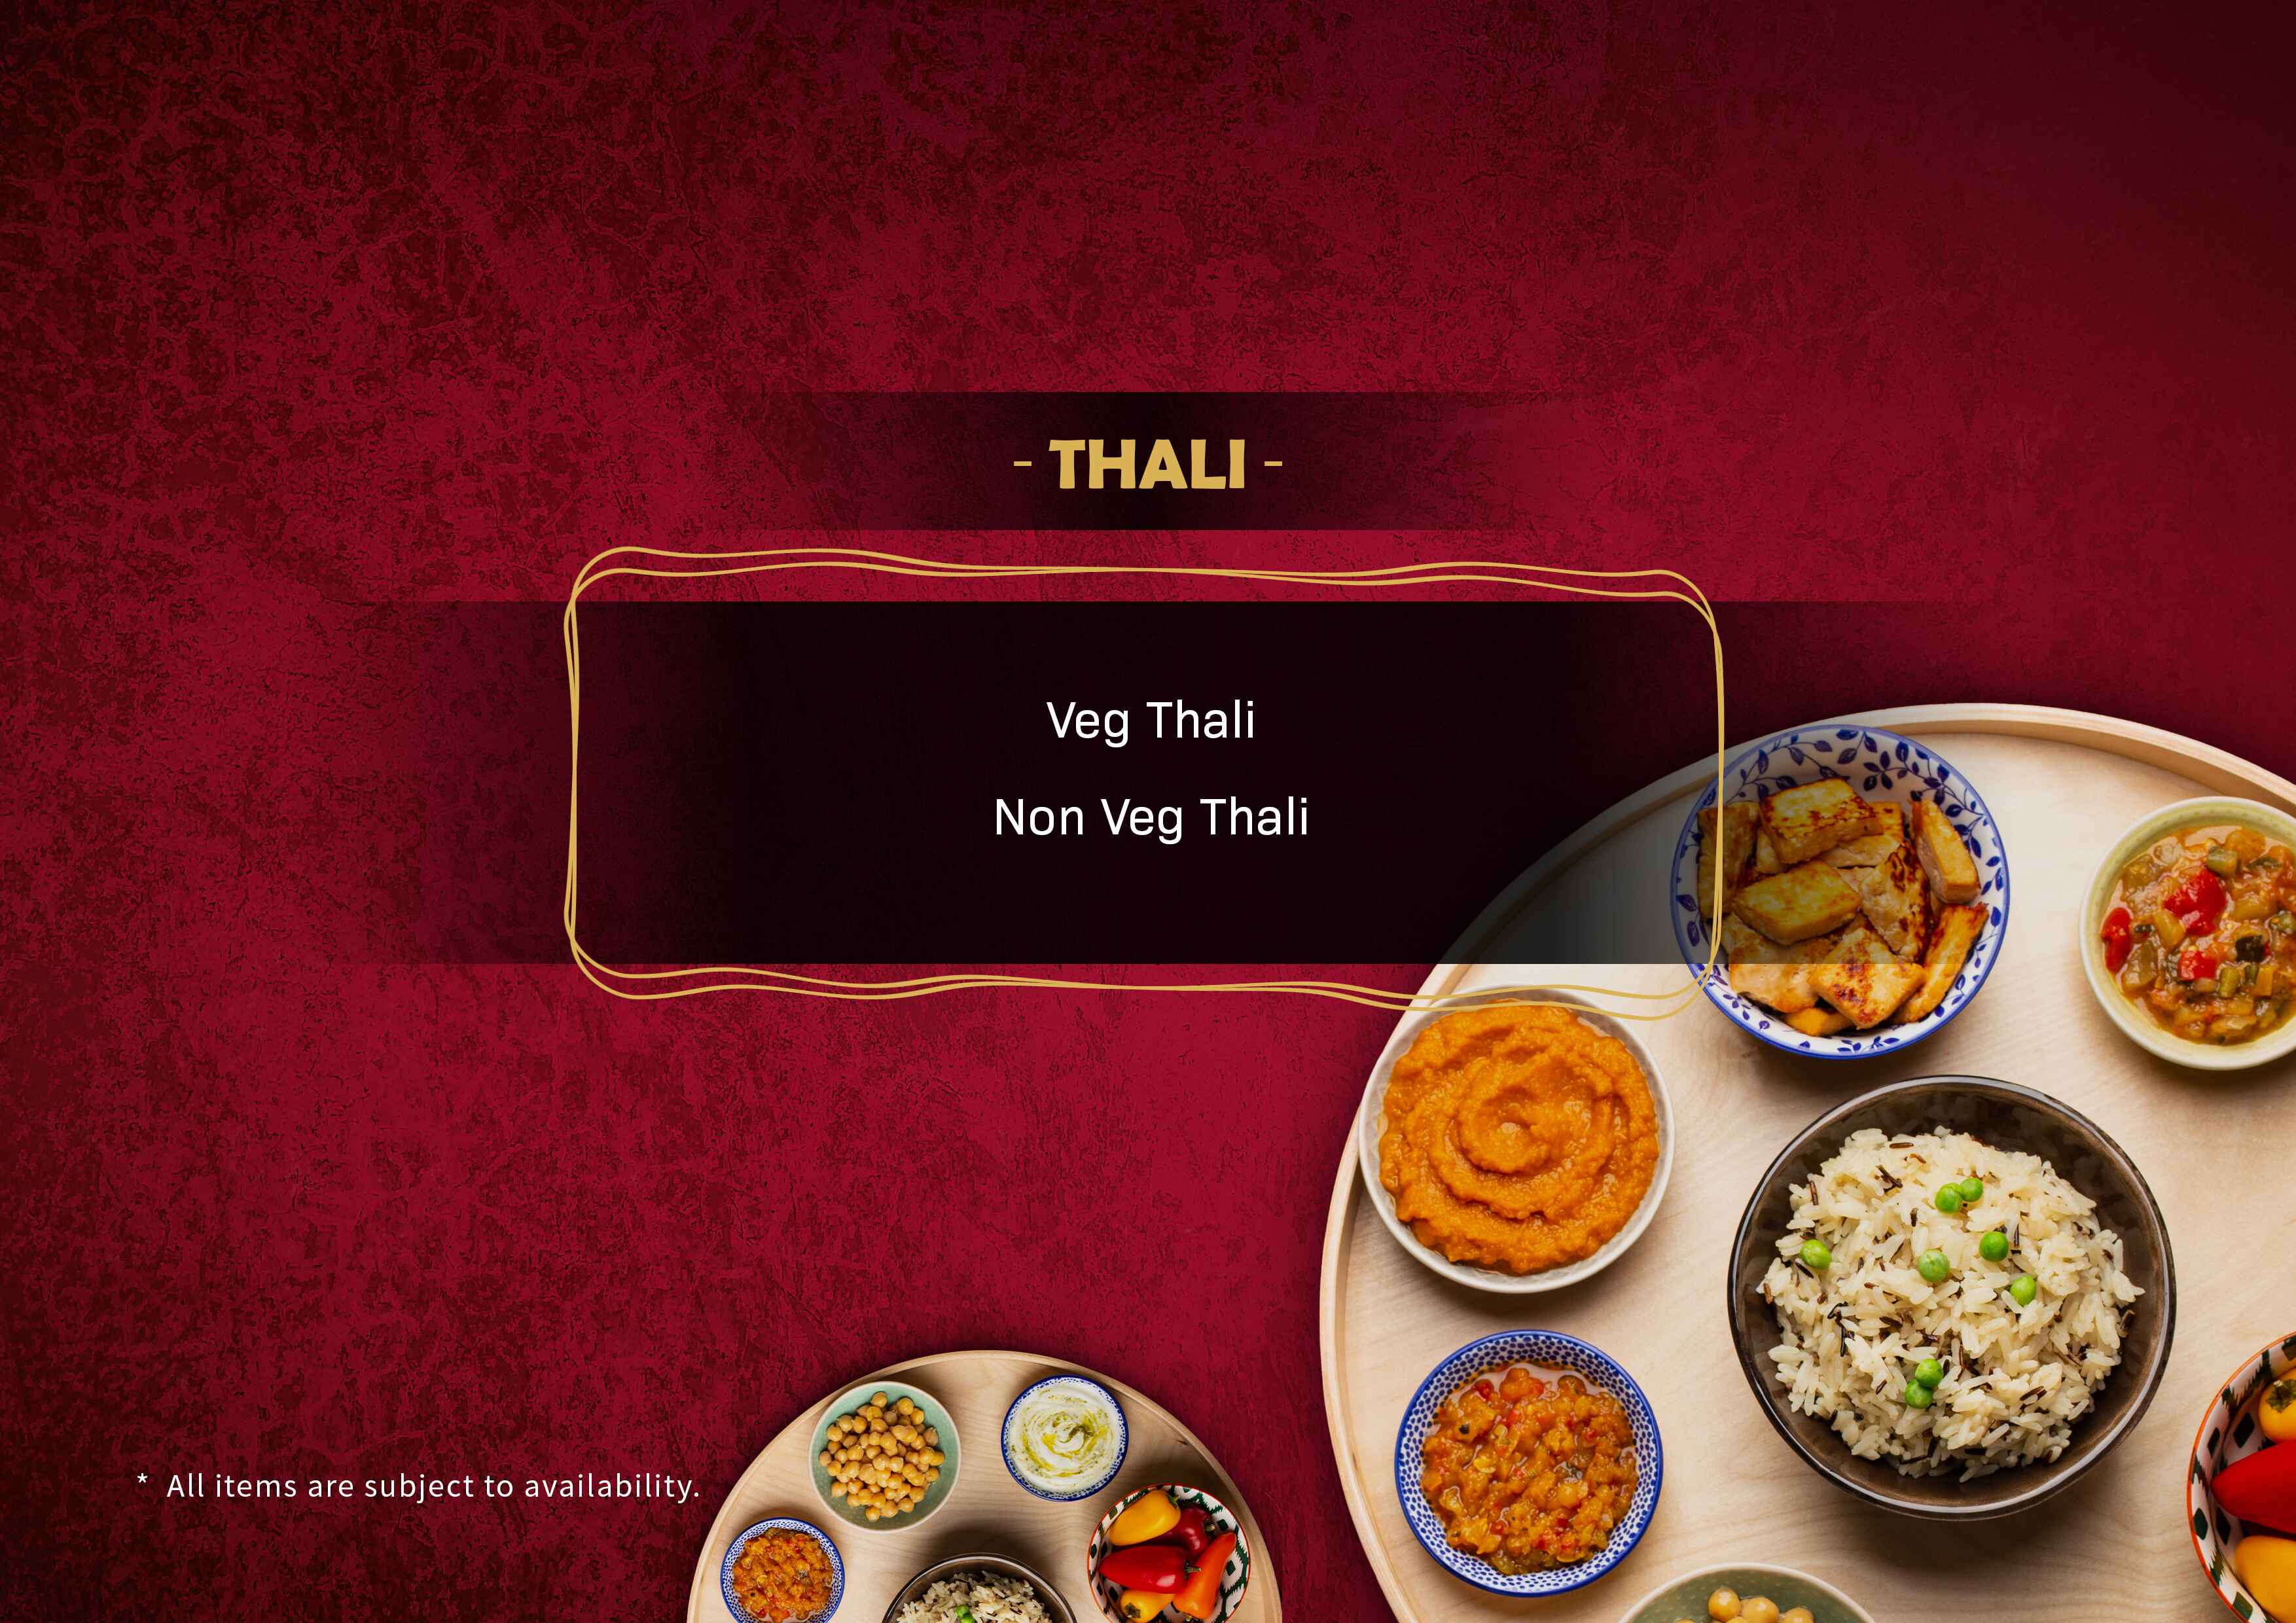 - THALI -
Veg Thali
Non Veg Thali
* All items are subject to availability.